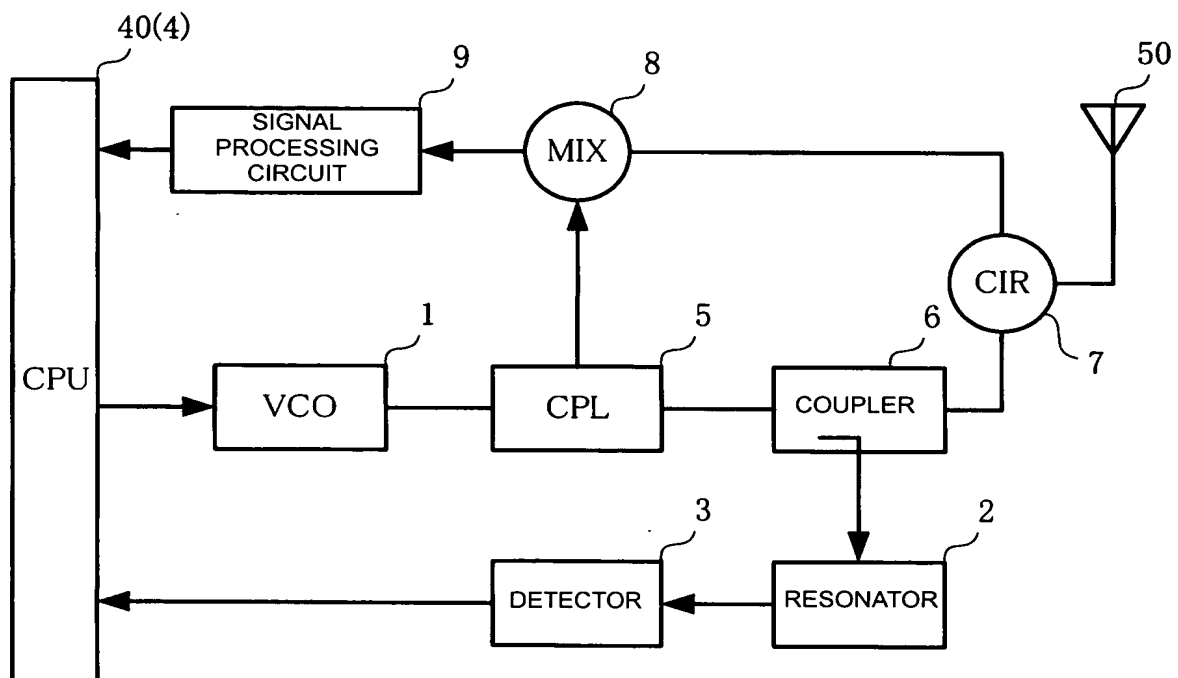 40(4)
9
8
50
SIGNAL
PROCESSING
CIRCUIT
MIX
CIR
7
1
5
6
CPU
VCO
CPL
COUPLER
3
2
DETECTOR
RESONATOR